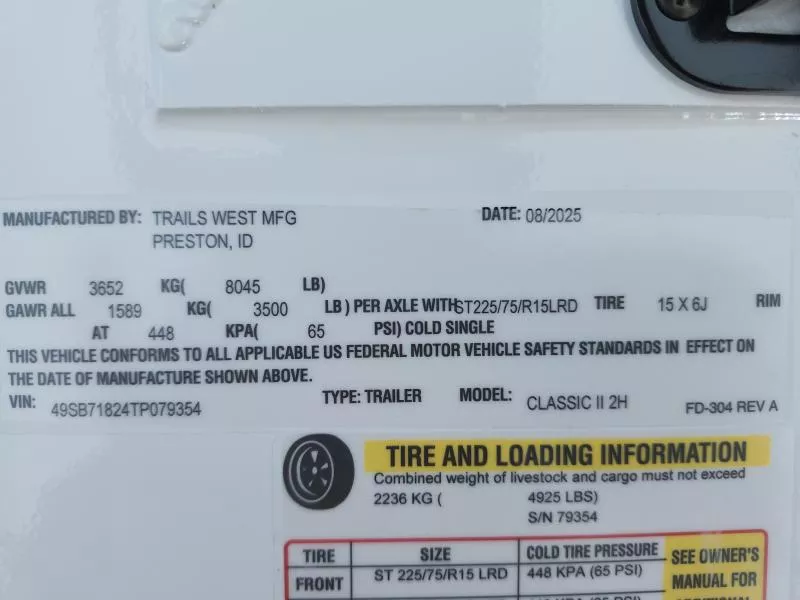 MANUFACTURED BY: TRAILS WEST MFG DATE: 08/2025
PRESTON, ID
GVWR 3652 KG( 8045 LB)
GAWR ALL 1589 KG( 3500 LB ) PER AXLE WITH ST225/75/R15LRD TIRE 15 X 6J RIM
AT 448 KPA( 65 PSI) COLD SINGLE
THIS VEHICLE CONFORMS TO ALL APPLICABLE US FEDERAL MOTOR VEHICLE SAFETY STANDARDS IN EFFECT ON
THE DATE OF MANUFACTURE SHOWN ABOVE.
VIN: 49SB71824TP079354 TYPE: TRAILER MODEL: CLASSIC II 2H FD-304 REV A
TIRE AND LOADING INFORMATION
Combined weight of livestock and cargo must not exceed
2236 KG ( 4925 LBS)
S/N 79354
TIRE SIZE COLD TIRE PRESSURE SEE OWNER'S
FRONT ST 225/75/R15 LRD 448 KPA (65 PSI) MANUAL FOR